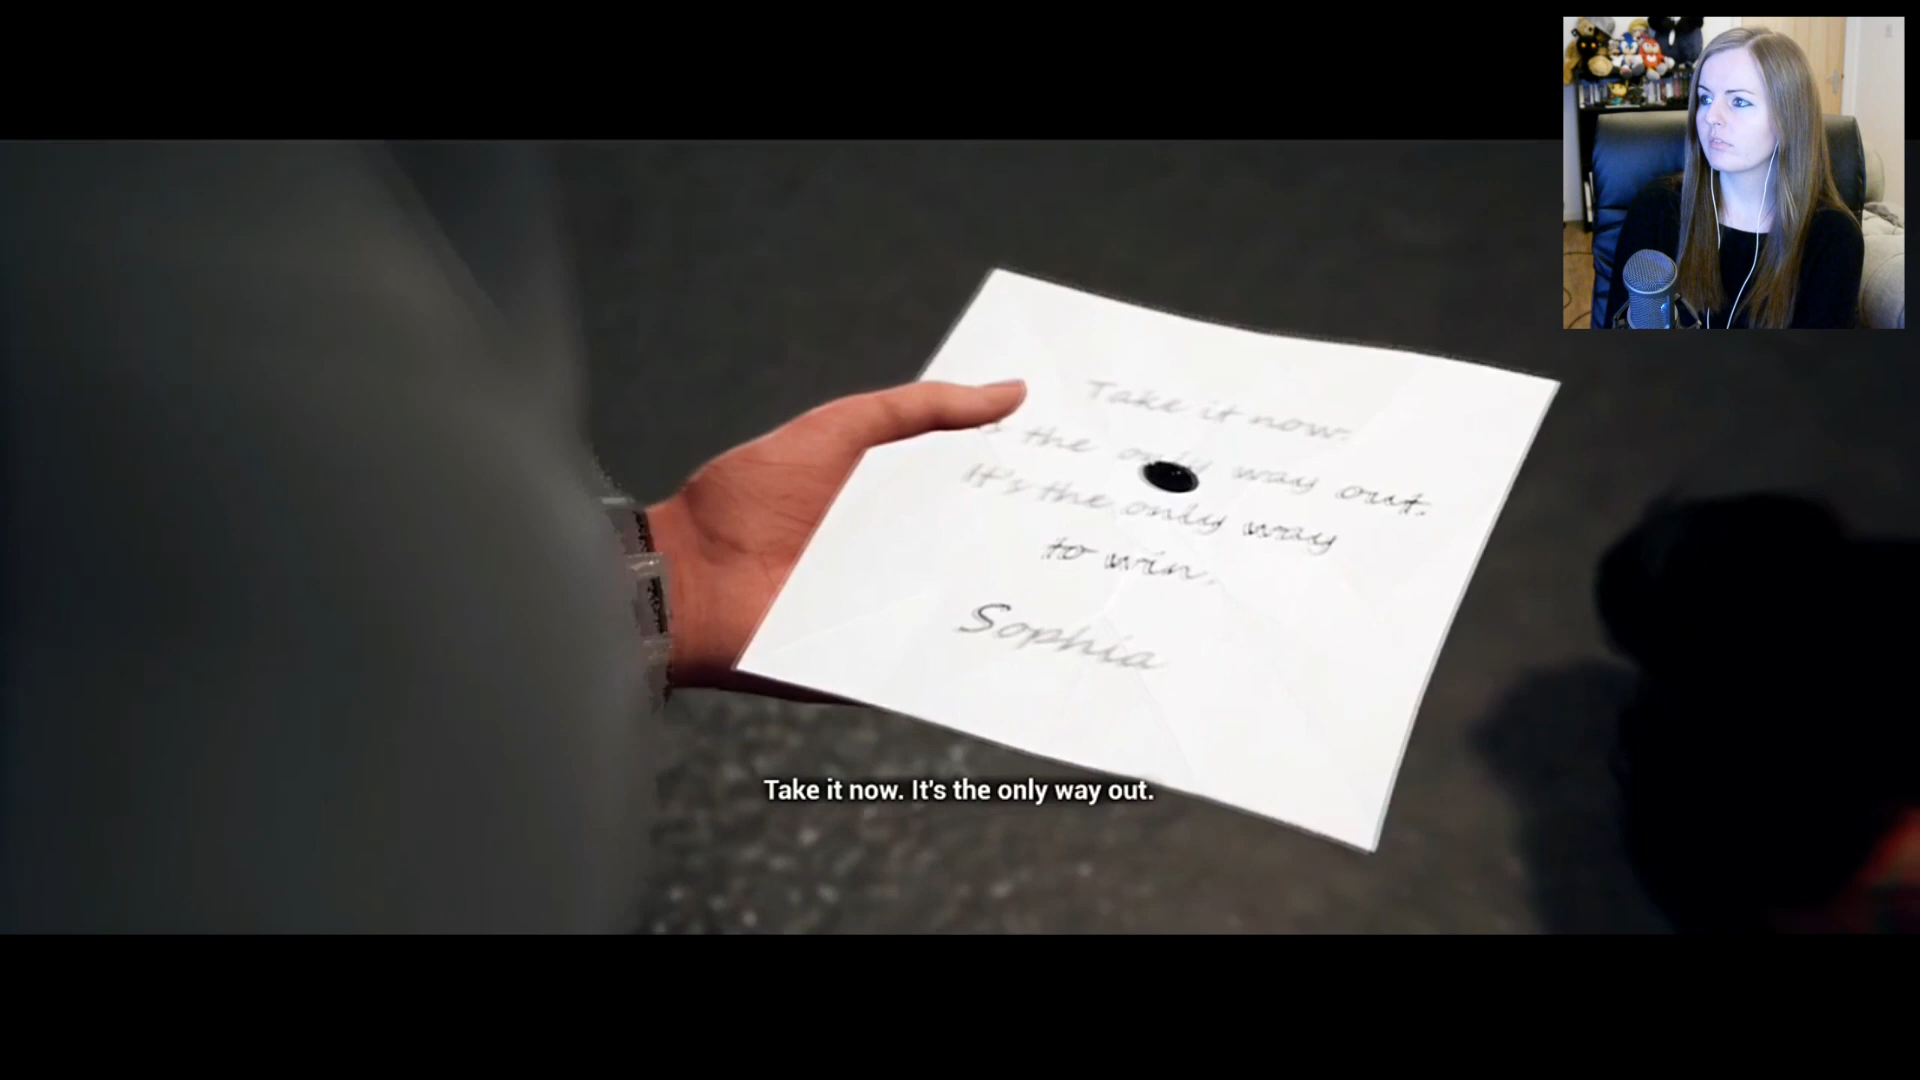 Take it now.
the only way out.
It's the only way
to win.
Sophia
Take it now. It's the only way out.